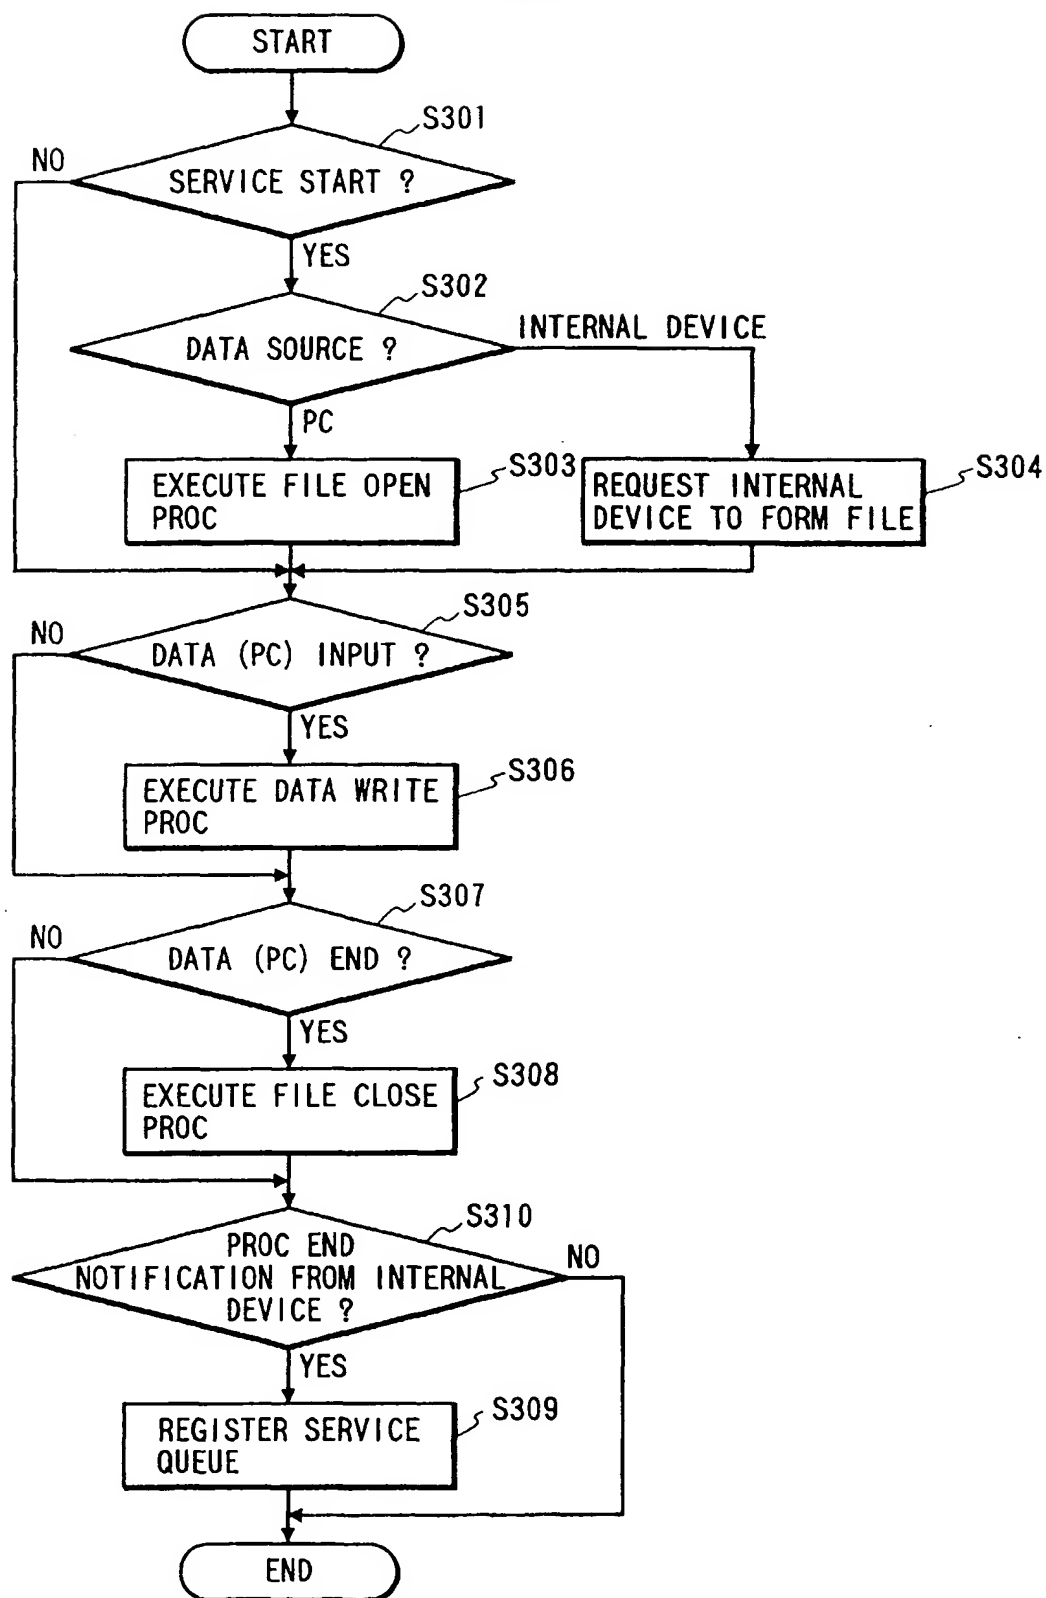 START
S301
NO
SERVICE START ?
YES
S302
INTERNAL DEVICE
DATA SOURCE ?
PC
S303
EXECUTE FILE OPEN
PROC
S304
REQUEST INTERNAL
DEVICE TO FORM FILE
S305
NO
DATA (PC) INPUT ?
YES
S306
EXECUTE DATA WRITE
PROC
S307
NO
DATA (PC) END ?
YES
S308
EXECUTE FILE CLOSE
PROC
S310
PROC END
NOTIFICATION FROM INTERNAL
DEVICE ?
NO
YES
S309
REGISTER SERVICE
QUEUE
END